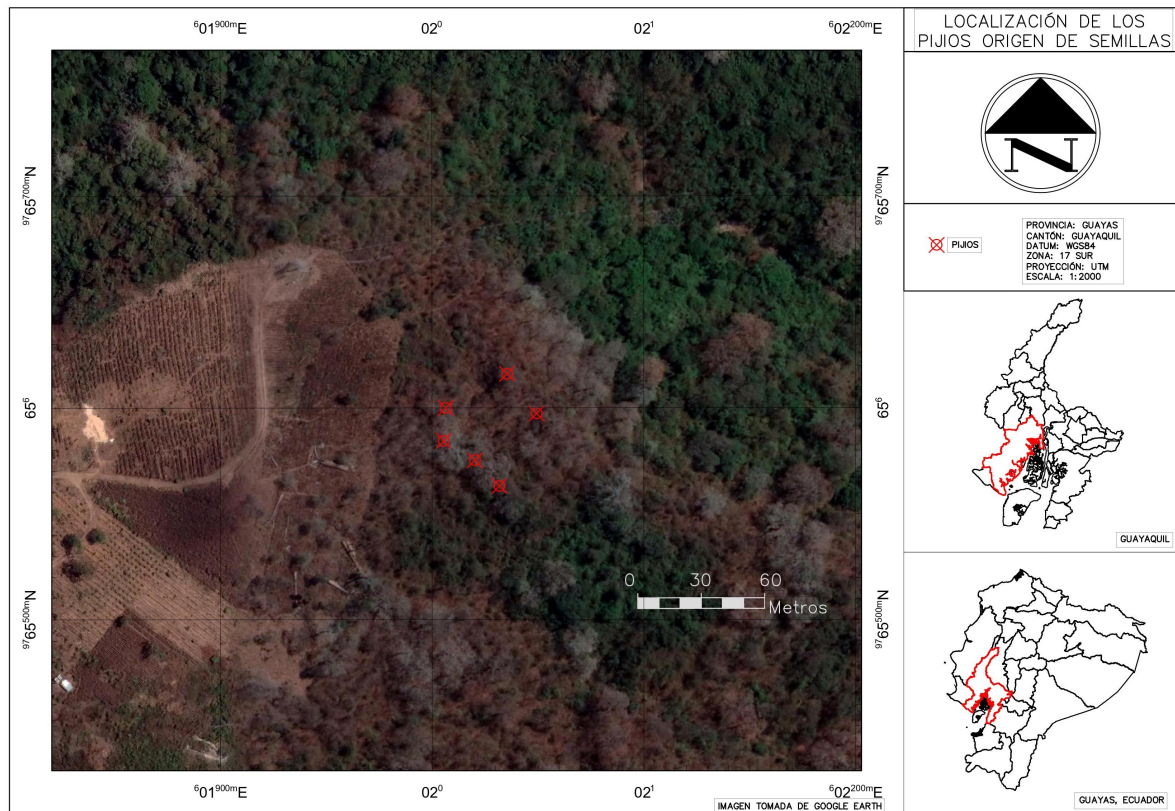 ⁶01⁹⁰⁰ᵐE
02⁰
02¹
⁶02²⁰⁰ᵐE
⁹⁷65⁷⁰⁰ᵐN
⁹⁷65⁷⁰⁰ᵐN
65⁶
65⁶
⁹⁷65⁵⁰⁰ᵐN
⁹⁷65⁵⁰⁰ᵐN
0 30 60
Metros
⁶01⁹⁰⁰ᵐE
02⁰
02¹
⁶02²⁰⁰ᵐE
IMAGEN TOMADA DE GOOGLE EARTH
LOCALIZACIÓN DE LOS
PIJIOS ORIGEN DE SEMILLAS
N
PIJIOS
PROVINCIA: GUAYAS
CANTÓN: GUAYAQUIL
DATUM: WGS84
ZONA: 17 SUR
PROYECCIÓN: UTM
ESCALA: 1:2000
GUAYAQUIL
GUAYAS, ECUADOR